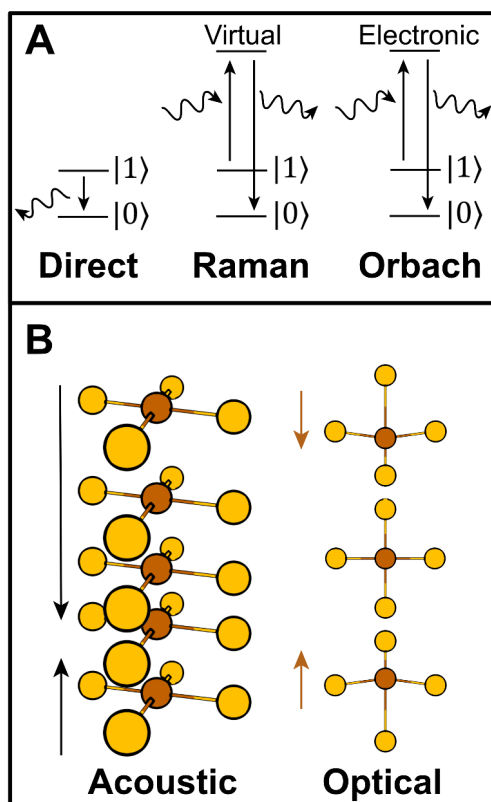 A
Virtual
Electronic
|1⟩
|1⟩
|1⟩
|0⟩
|0⟩
|0⟩
Direct
Raman
Orbach
B
Acoustic
Optical